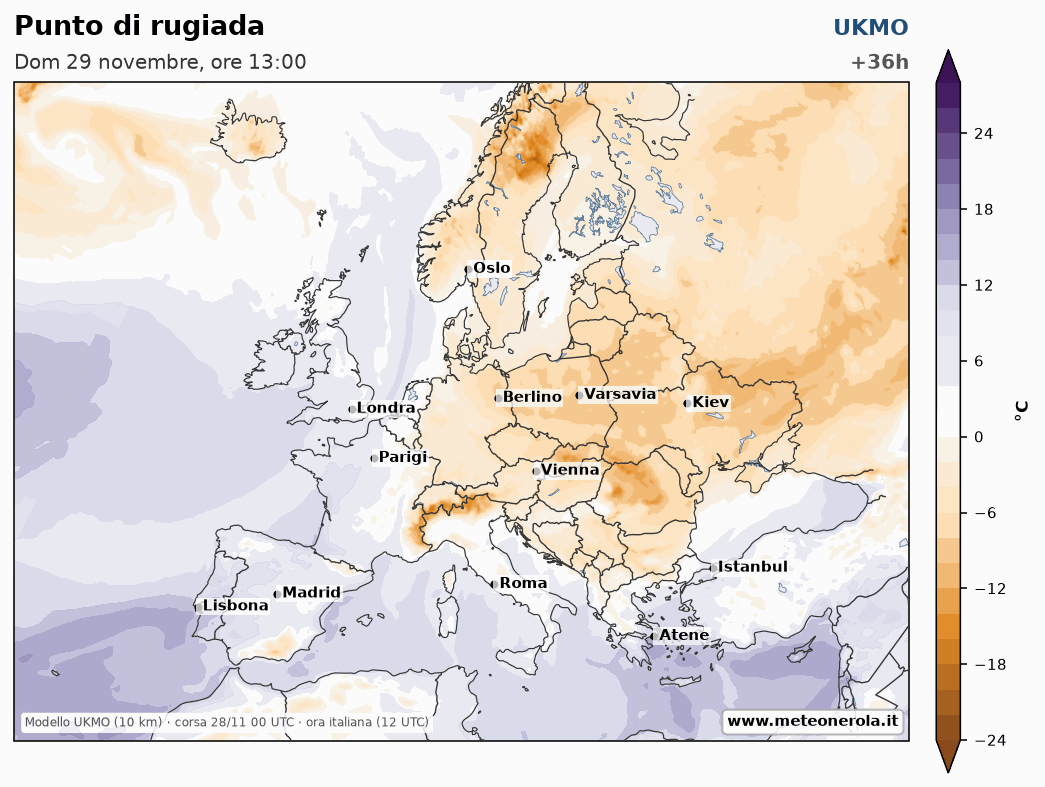 Punto di rugiada
UKMO
Dom 29 novembre, ore 13:00
+36h
Oslo
Berlino
Varsavia
Kiev
Londra
Parigi
Vienna
Istanbul
Roma
Madrid
Lisbona
Atene
24
18
12
6
0
−6
−12
−18
−24
°C
Modello UKMO (10 km) · corsa 28/11 00 UTC · ora italiana (12 UTC)
www.meteonerola.it